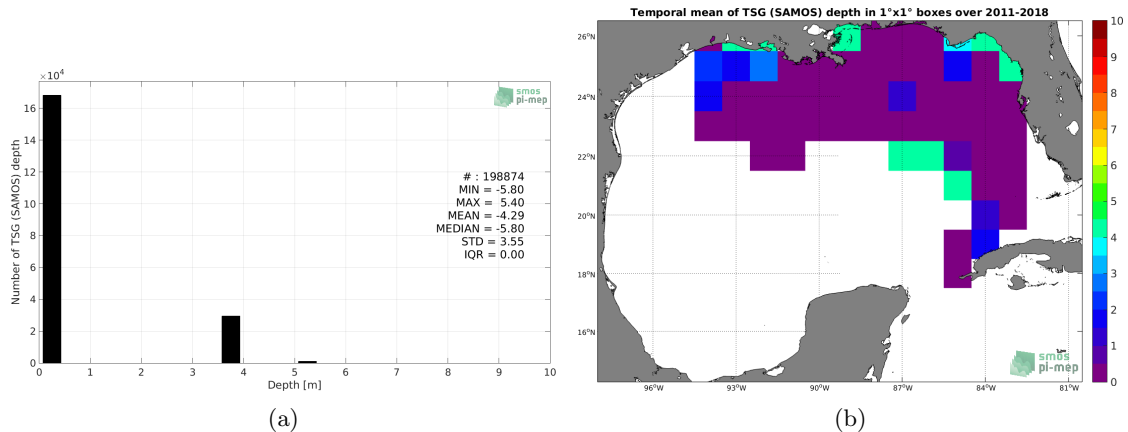 ×10⁴
smos
pi-mep
16
14
12
10
8
6
4
2
0
Number of TSG (SAMOS) depth
# : 198874
MIN = -5.80
MAX = 5.40
MEAN = -4.29
MEDIAN = -5.80
STD = 3.55
IQR = 0.00
0 1 2 3 4 5 6 7 8 9 10
Depth [m]
(a)
Temporal mean of TSG (SAMOS) depth in 1°x1° boxes over 2011-2018
26°N
24°N
22°N
20°N
18°N
16°N
96°W 93°W 90°W 87°W 84°W 81°W
smos
pi-mep
10
9
8
7
6
5
4
3
2
1
0
(b)